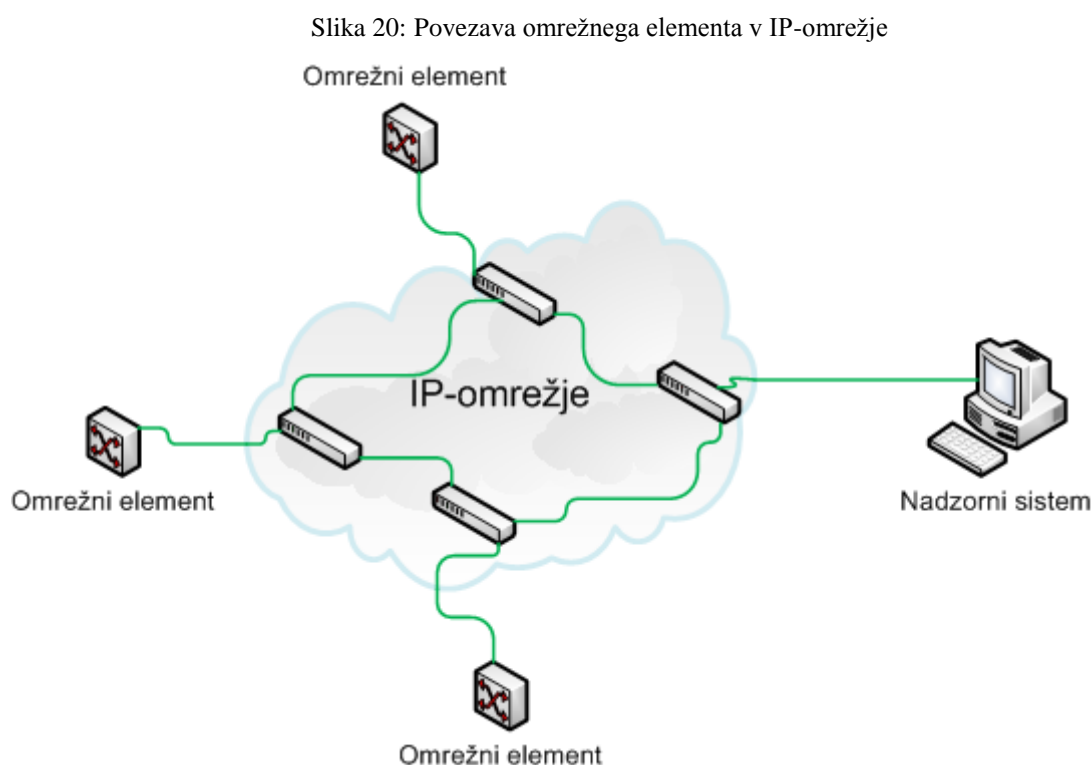 Slika 20: Povezava omrežnega elementa v IP-omrežje
Omrežni element
IP-omrežje
Omrežni element
Nadzorni sistem
Omrežni element